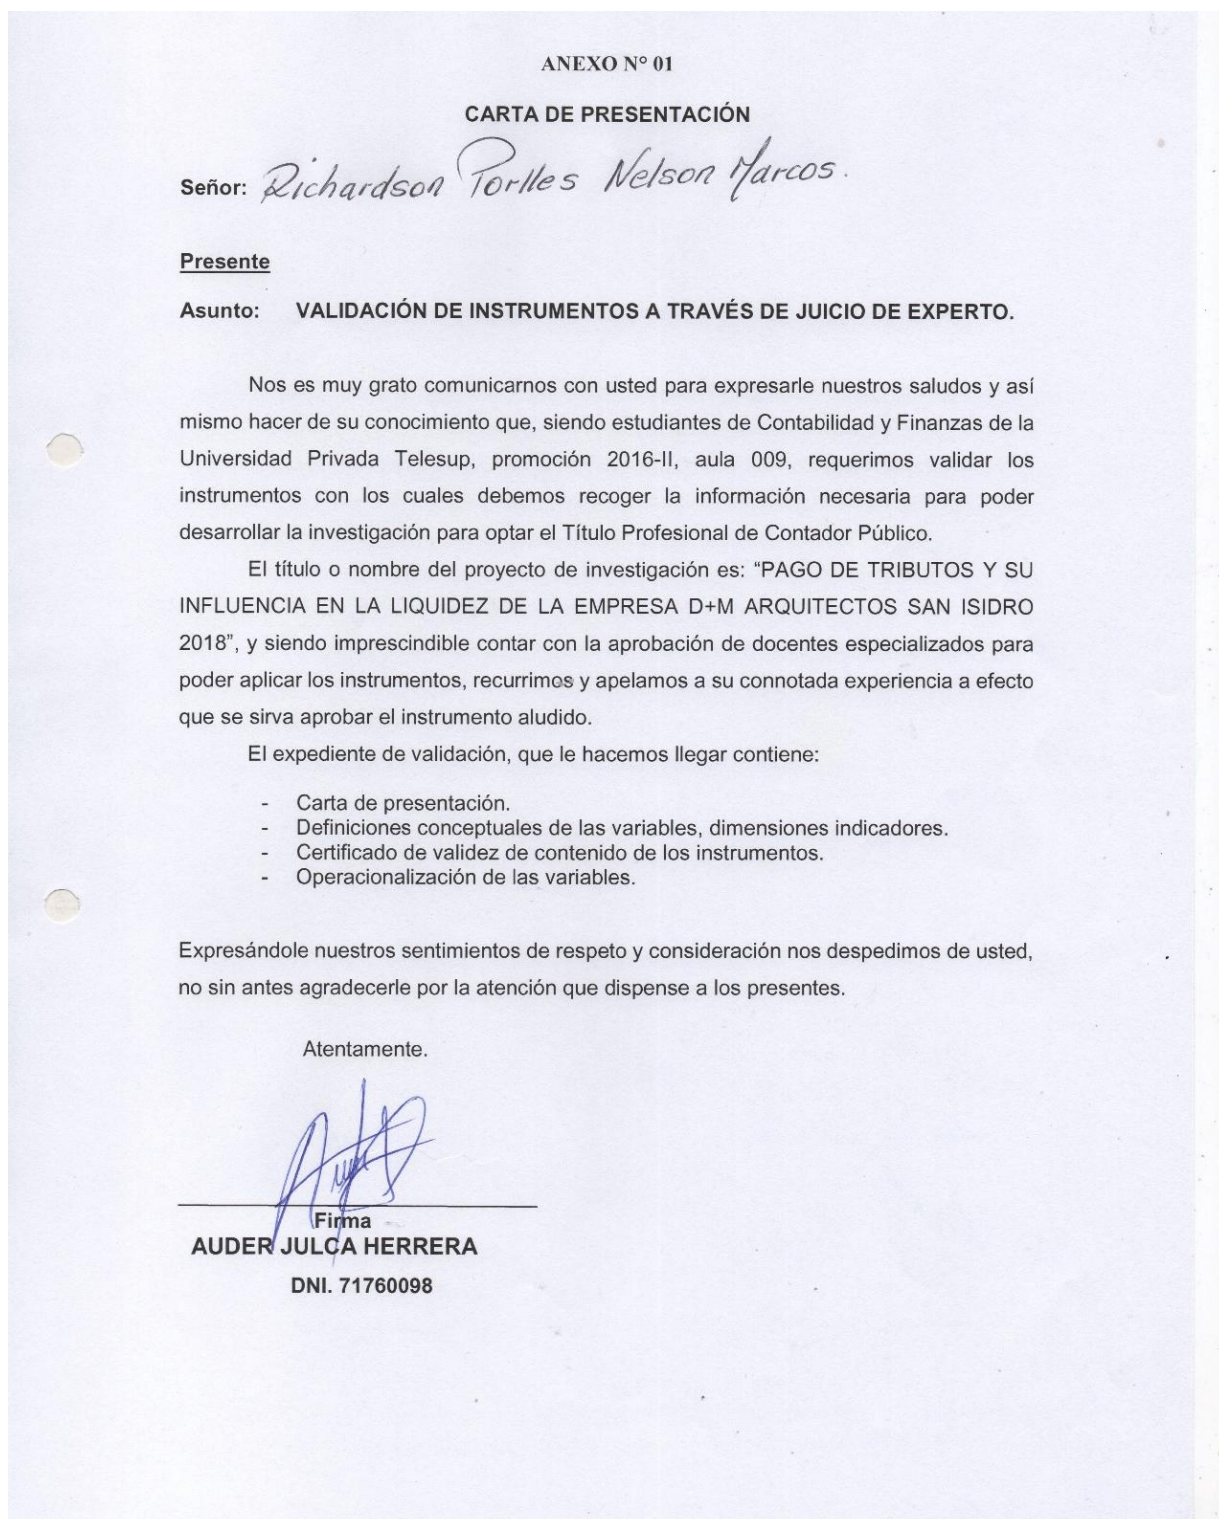 ANEXO N° 01
CARTA DE PRESENTACIÓN
Señor: Richardson Porlles Nelson Marcos.
Presente
Asunto: VALIDACIÓN DE INSTRUMENTOS A TRAVÉS DE JUICIO DE EXPERTO.
Nos es muy grato comunicarnos con usted para expresarle nuestros saludos y así
mismo hacer de su conocimiento que, siendo estudiantes de Contabilidad y Finanzas de la
Universidad Privada Telesup, promoción 2016-II, aula 009, requerimos validar los
instrumentos con los cuales debemos recoger la información necesaria para poder
desarrollar la investigación para optar el Título Profesional de Contador Público.
El título o nombre del proyecto de investigación es: “PAGO DE TRIBUTOS Y SU
INFLUENCIA EN LA LIQUIDEZ DE LA EMPRESA D+M ARQUITECTOS SAN ISIDRO
2018”, y siendo imprescindible contar con la aprobación de docentes especializados para
poder aplicar los instrumentos, recurrimos y apelamos a su connotada experiencia a efecto
que se sirva aprobar el instrumento aludido.
El expediente de validación, que le hacemos llegar contiene:
- Carta de presentación.
- Definiciones conceptuales de las variables, dimensiones indicadores.
- Certificado de validez de contenido de los instrumentos.
- Operacionalización de las variables.
Expresándole nuestros sentimientos de respeto y consideración nos despedimos de usted,
no sin antes agradecerle por la atención que dispense a los presentes.
Atentamente.
Firma
AUDER JULCA HERRERA
DNI. 71760098